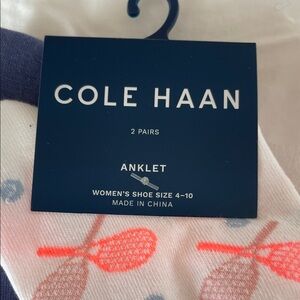 COLE HAAN
2 PAIRS
ANKLET
WOMEN'S SHOE SIZE 4-10
MADE IN CHINA